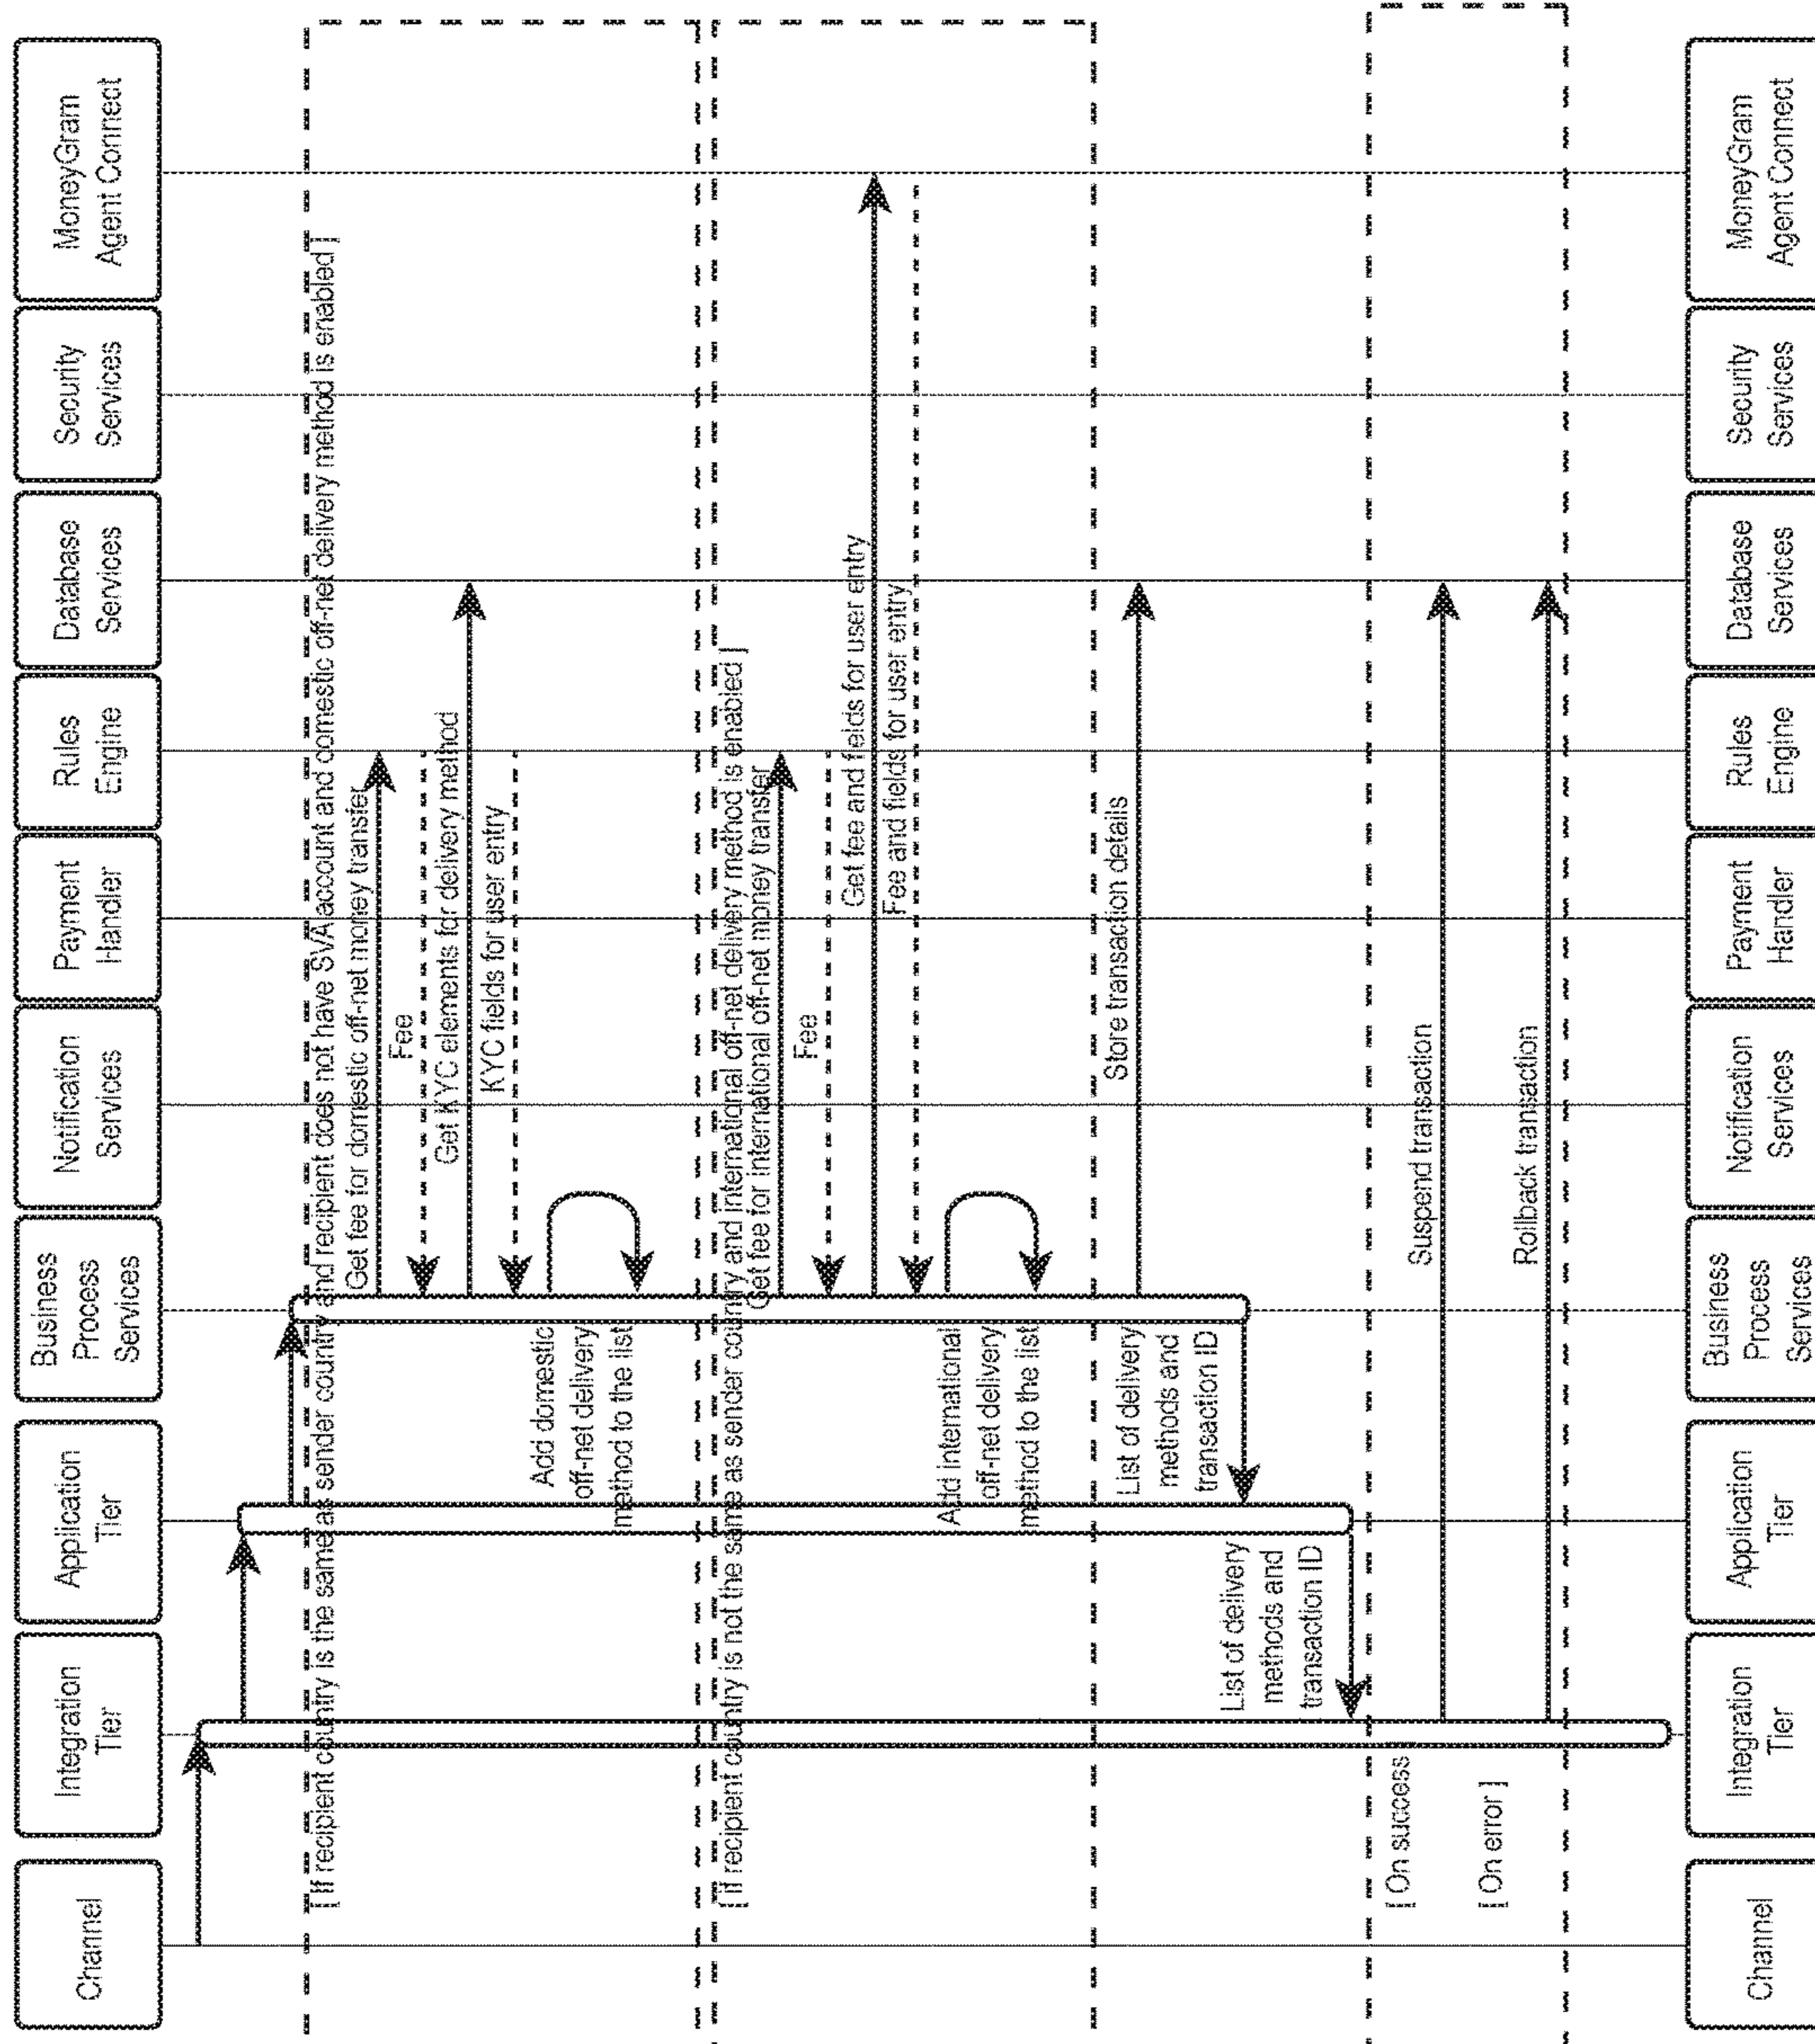 Channel
Integration
Tier
Application
Tier
Business
Process
Services
Notification
Services
Payment
Handler
Rules
Engine
Database
Services
Security
Services
MoneyGram
Agent Connect
[ If recipient country is the same as sender country and recipient does not have SVA account and domestic off-net delivery method is enabled ]
Get fee for domestic off-net money transfer
Fee
Get KYC elements for delivery method
KYC fields for user entry
Add domestic
off-net delivery
method to the list
[ If recipient country is not the same as sender country and international off-net delivery method is enabled ]
Get fee for international off-net money transfer
Fee
Get fee and fields for user entry
Fee and fields for user entry
Add international
off-net delivery
method to the list
Store transaction details
List of delivery
methods and
transaction ID
List of delivery
methods and
transaction ID
[ On success ]
Suspend transaction
[ On error ]
Rollback transaction
Channel
Integration
Tier
Application
Tier
Business
Process
Services
Notification
Services
Payment
Handler
Rules
Engine
Database
Services
Security
Services
MoneyGram
Agent Connect